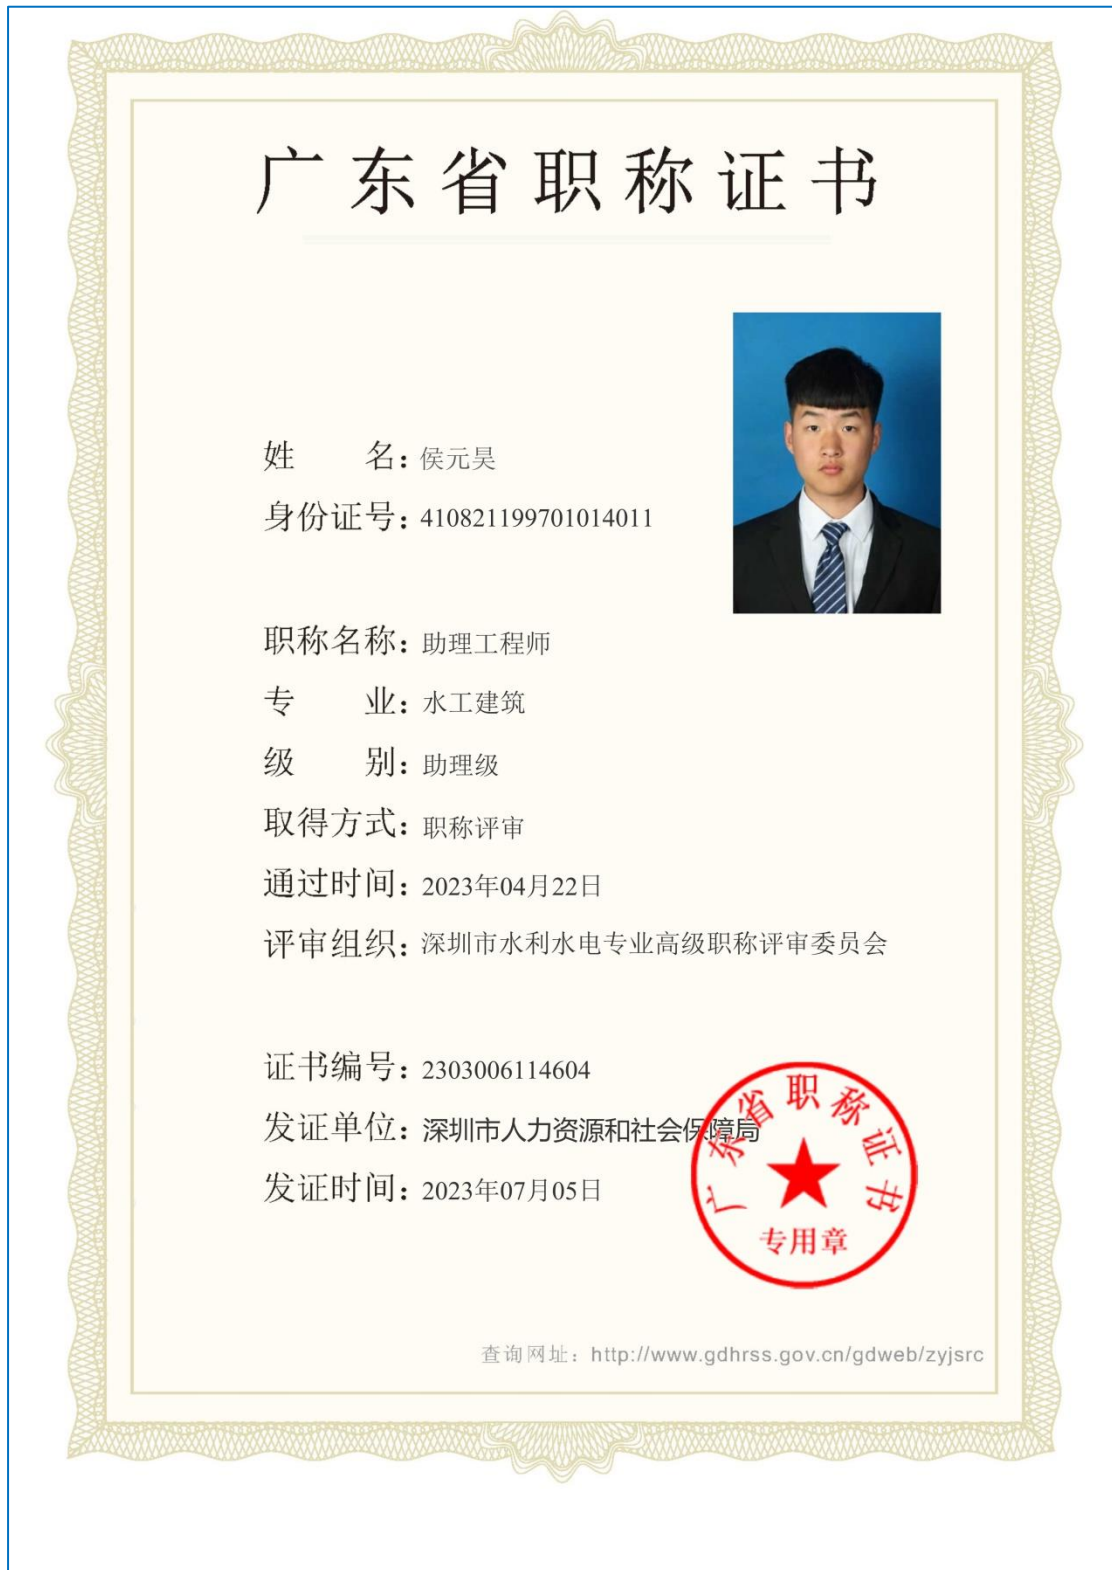 广东省职称证书
姓 名：侯元昊
身份证号：410821199701014011
职称名称：助理工程师
专 业：水工建筑
级 别：助理级
取得方式：职称评审
通过时间：2023年04月22日
评审组织：深圳市水利水电专业高级职称评审委员会
证书编号：2303006114604
发证单位：深圳市人力资源和社会保障局
发证时间：2023年07月05日
广东省职称证书
专用章
查询网址：http://www.gdhrss.gov.cn/gdweb/zyjsrc